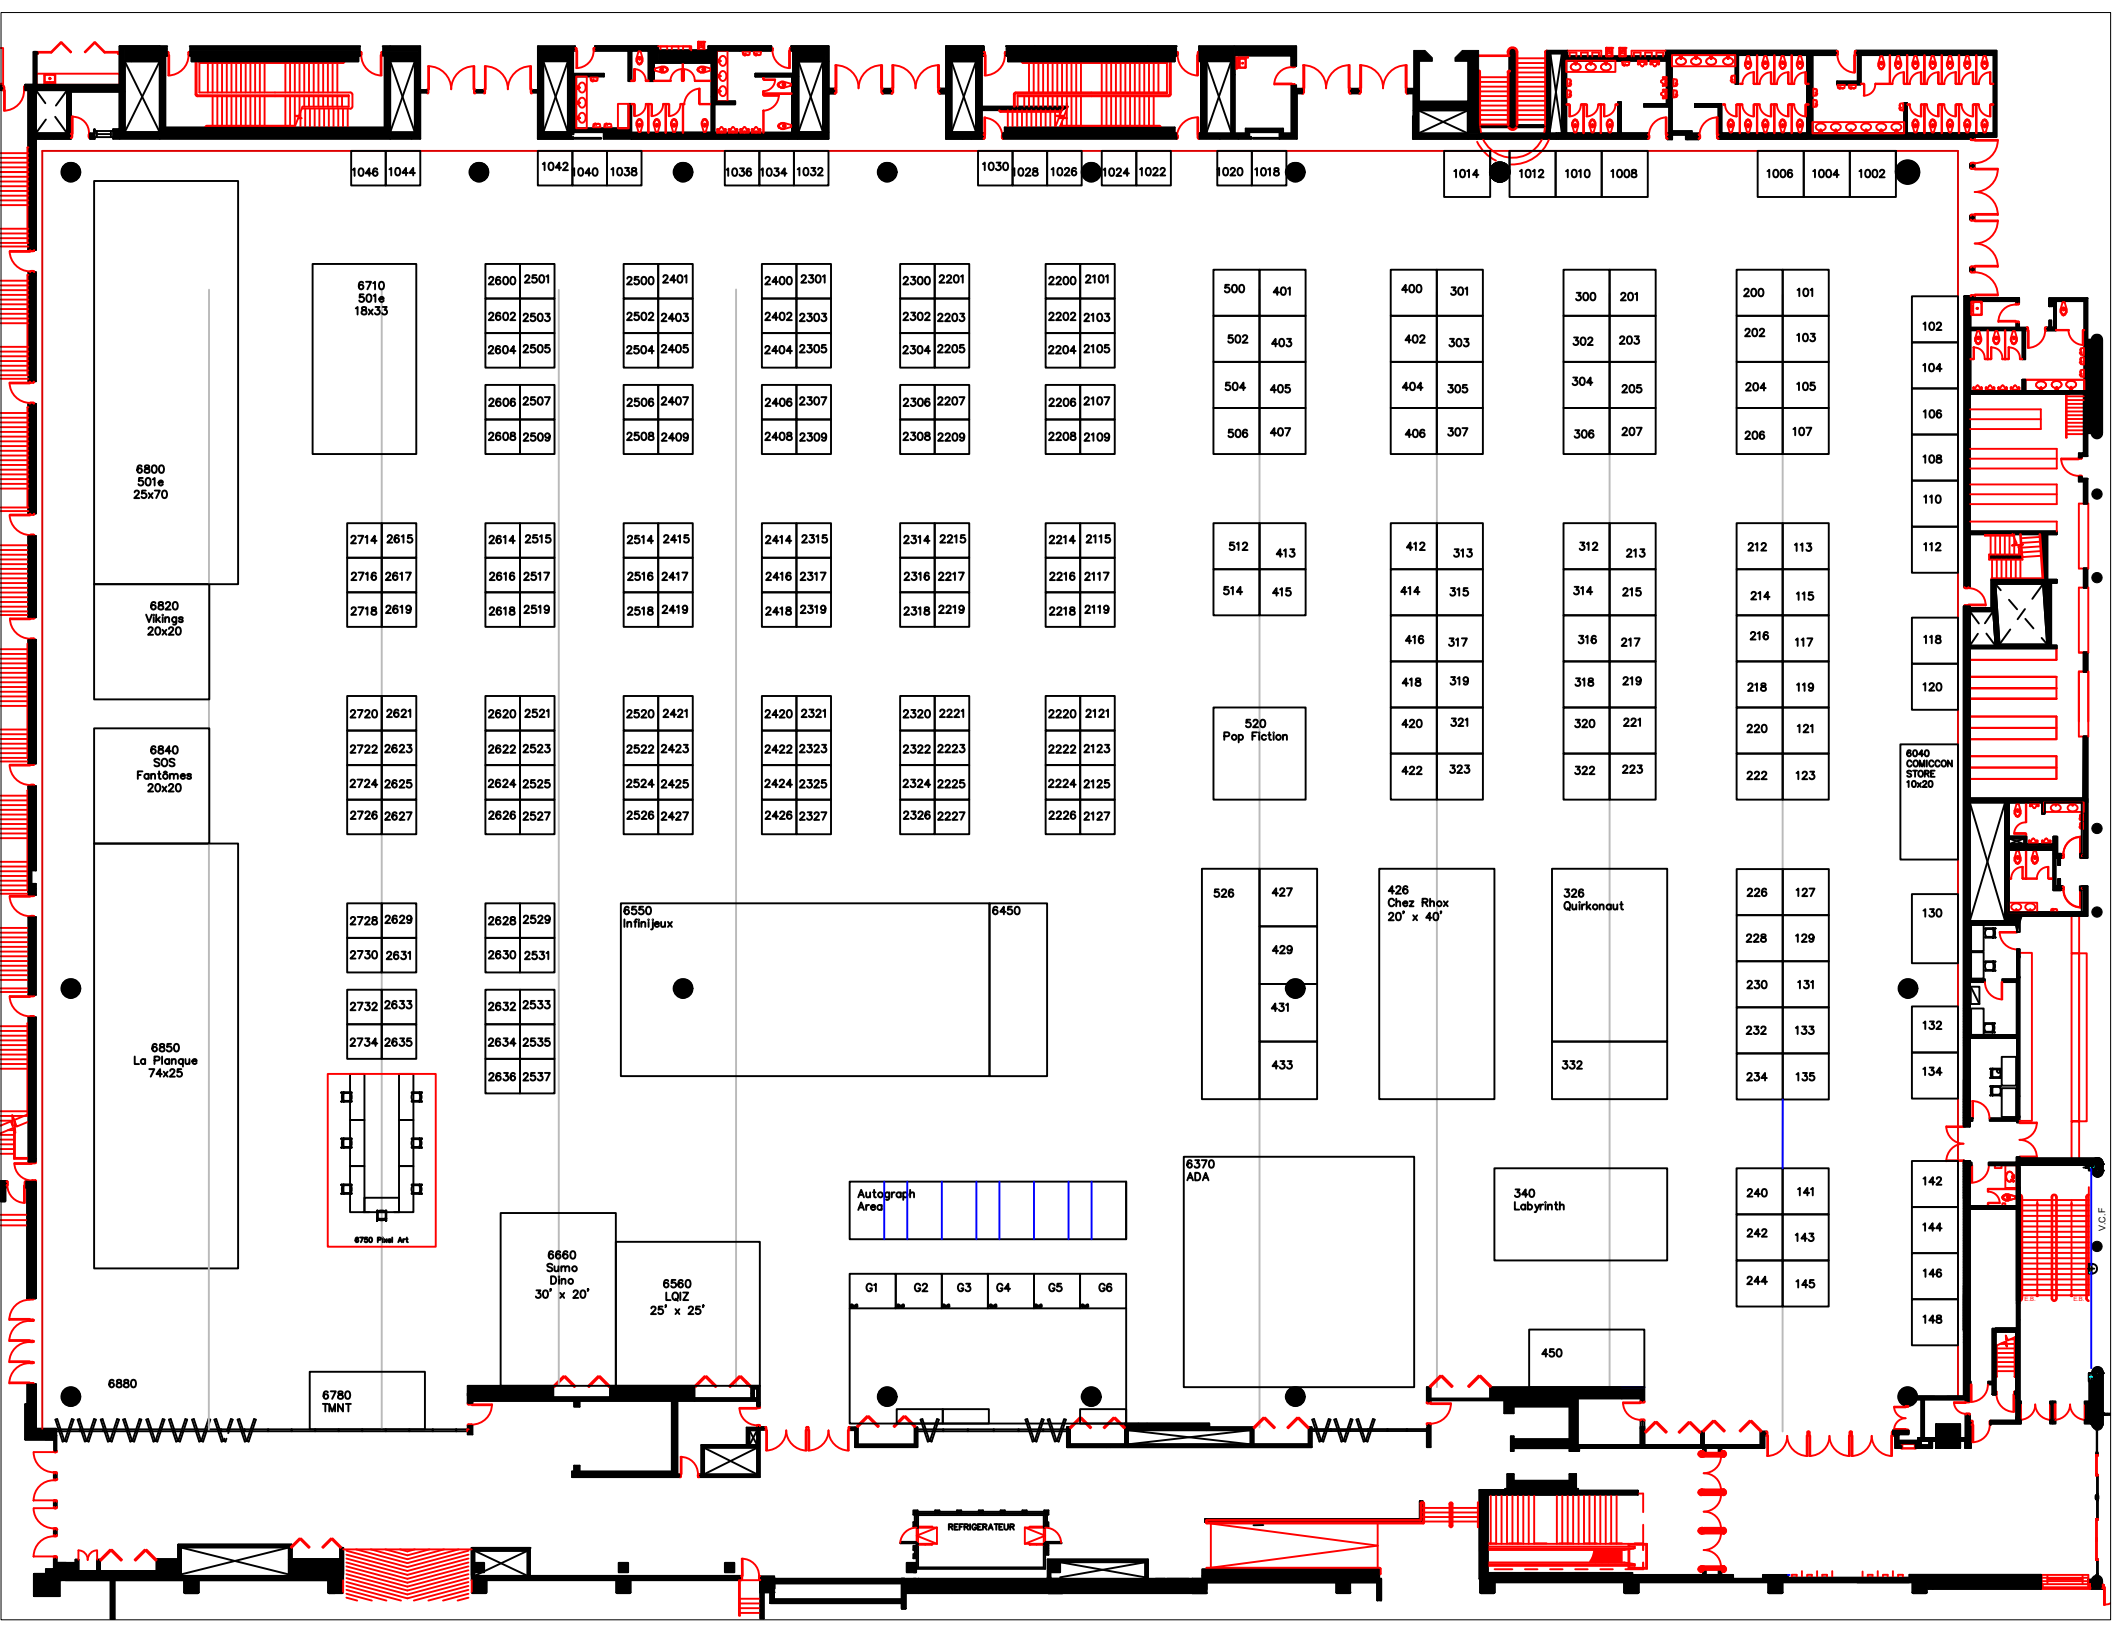 1046 1044 1042 1040 1038 1036 1034 1032 1030 1028 1026 1024 1022 1020 1018 1014 1012 1010 1008 1006 1004 1002
6710
501e
18x33
2600 2501 2500 2401 2400 2301 2300 2201 2200 2101 500 401 400 301 300 201 200 101
2602 2503 2502 2403 2402 2303 2302 2203 2202 2103 502 403 402 303 302 203 202 103 102
2604 2505 2504 2405 2404 2305 2304 2205 2204 2105 504 405 404 305 304 205 204 105 104
2606 2507 2506 2407 2406 2307 2306 2207 2206 2107 506 407 406 307 306 207 206 107 106
2608 2509 2508 2409 2408 2309 2308 2209 2208 2109
6800
501e
25x70
108
110
2714 2615 2614 2515 2514 2415 2414 2315 2314 2215 2214 2115 512 413 412 313 312 213 212 113 112
2716 2617 2616 2517 2516 2417 2416 2317 2316 2217 2216 2117 514 415 414 315 314 215 214 115
2718 2619 2618 2519 2518 2419 2418 2319 2318 2219 2218 2119
6820
Vikings
20x20
416 317 316 217 216 117 118
418 319 318 219 218 119 120
2720 2621 2620 2521 2520 2421 2420 2321 2320 2221 2220 2121
520
Pop Fiction
420 321 320 221 220 121
2722 2623 2622 2523 2522 2423 2422 2323 2322 2223 2222 2123
6840
SOS
Fantômes
20x20
6040
COMICCON
STORE
10x20
2724 2625 2624 2525 2524 2425 2424 2325 2324 2225 2224 2125 422 323 322 223 222 123
2726 2627 2626 2527 2526 2427 2426 2327 2326 2227 2226 2127
526 427
426
Chez Rhox
20' x 40'
326
Quirkonaut
226 127
130
2728 2629 2628 2529
6550
Infinijeux
6450
2730 2631 2630 2531 429 228 129
2732 2633 2632 2533 431 230 131
2734 2635 2634 2535 232 133 132
6850
La Planque
74x25
2636 2537 433 332 234 135 134
6370
ADA
Autograph
Area
340
Labyrinth
240 141 142
242 143 144
6750 Pixel Art
V.C.F
6660
Sumo
Dino
30' x 20'
6560
LQIZ
25' x 25'
G1 G2 G3 G4 G5 G6
244 145 146
E.B. E.B.
148
450
6880
6780
TMNT
REFRIGERATEUR